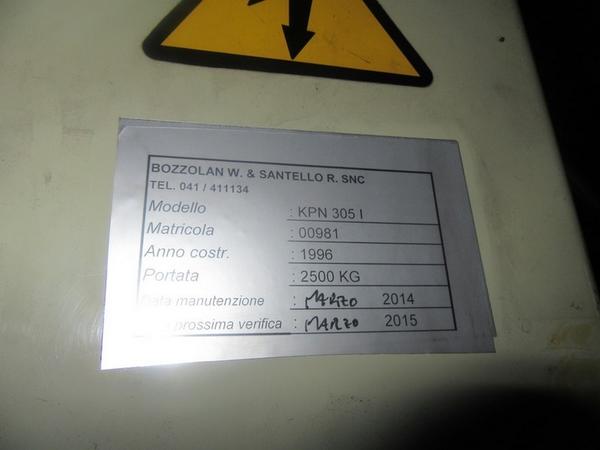 BOZZOLAN W. & SANTELLO R. SNC
TEL. 041 / 411134
Modello : KPN 305 I
Matricola : 00981
Anno costr. : 1996
Portata : 2500 KG
Data manutenzione : MARZO 2014
prossima verifica : MARZO 2015